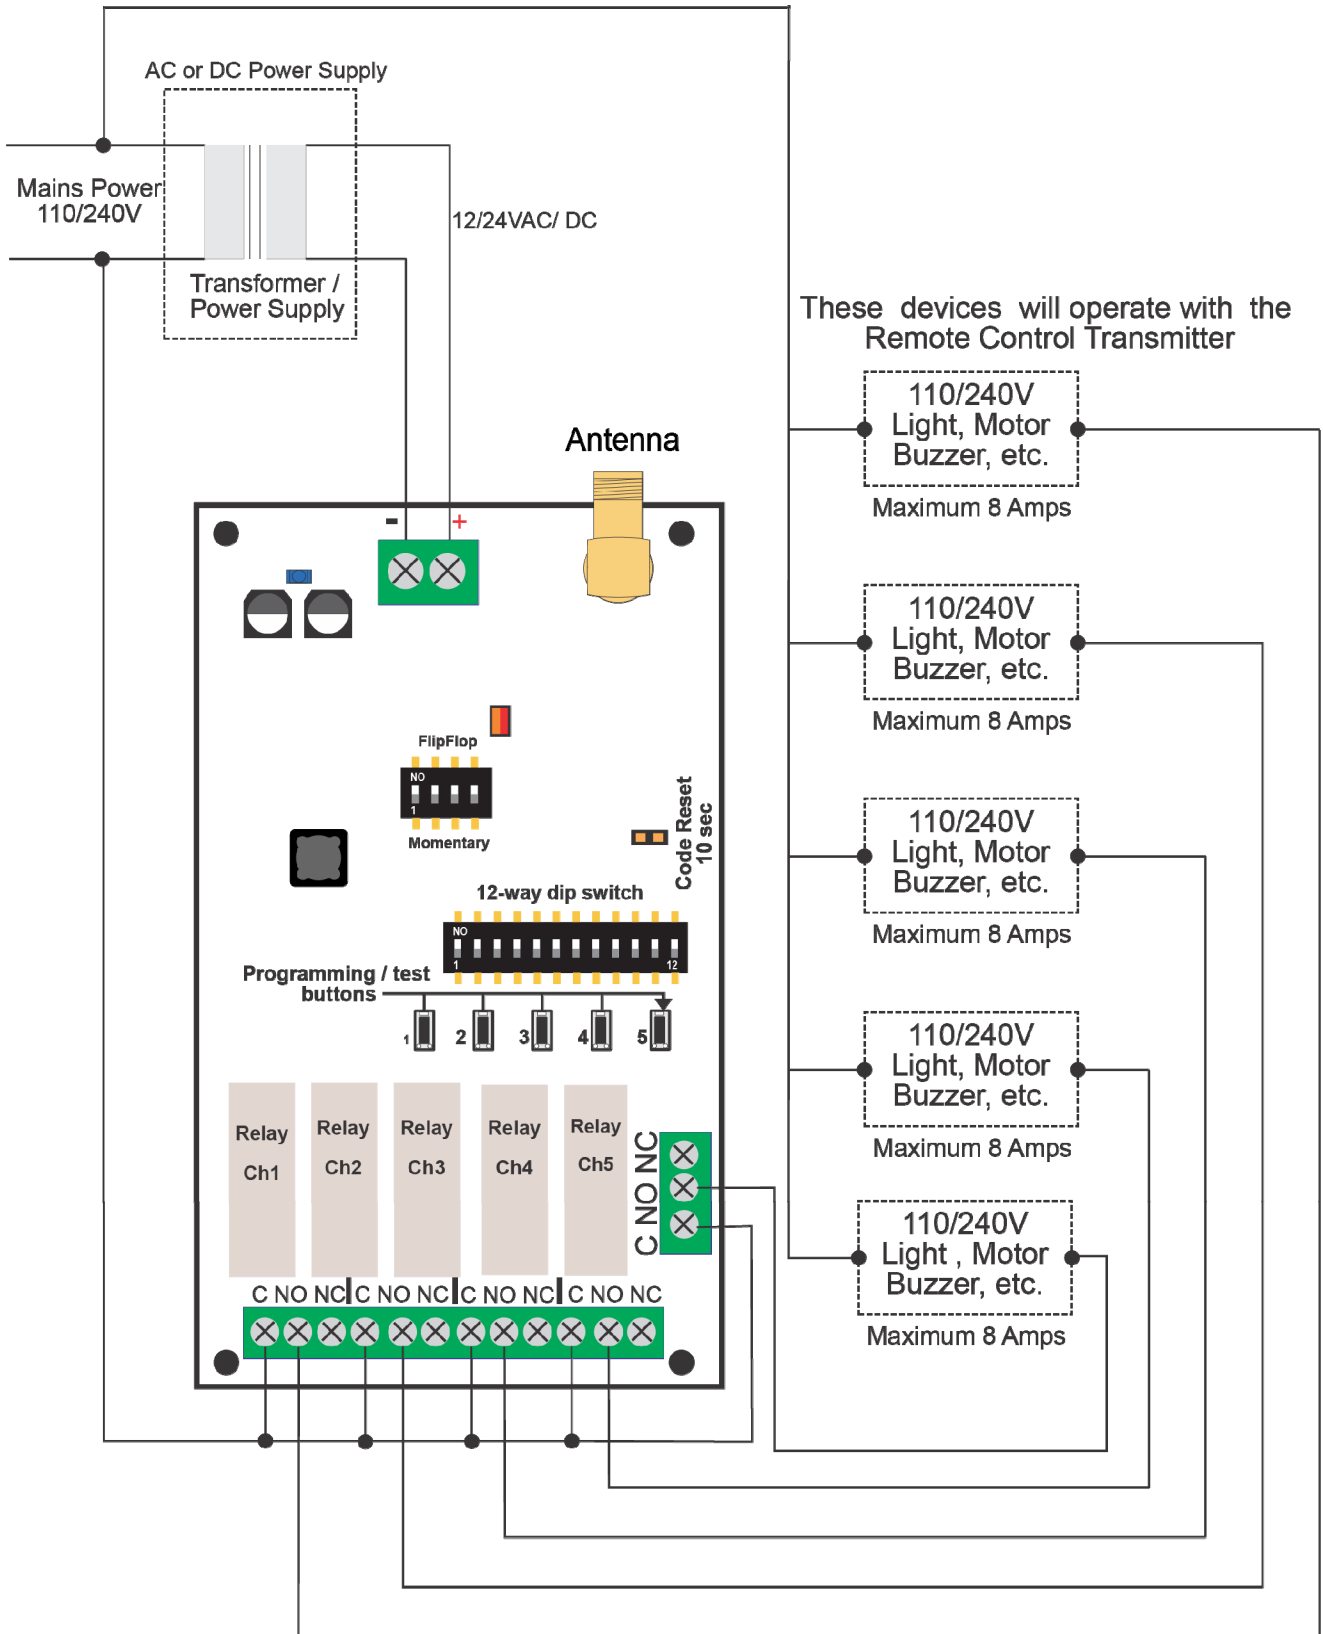 AC or DC Power Supply
Mains Power
110/240V
12/24VAC/ DC
Transformer /
Power Supply
These devices will operate with the
Remote Control Transmitter
110/240V
Light, Motor
Buzzer, etc.
Maximum 8 Amps
Antenna
- +
110/240V
Light, Motor
Buzzer, etc.
Maximum 8 Amps
FlipFlop
NO
1
Momentary
Code Reset
10 sec
110/240V
Light, Motor
Buzzer, etc.
Maximum 8 Amps
12-way dip switch
NO
1 12
Programming / test
buttons
1 2 3 4 5
110/240V
Light, Motor
Buzzer, etc.
Maximum 8 Amps
Relay
Ch1
Relay
Ch2
Relay
Ch3
Relay
Ch4
Relay
Ch5
C NO NC
110/240V
Light , Motor
Buzzer, etc.
Maximum 8 Amps
C NO NC C NO NC C NO NC C NO NC